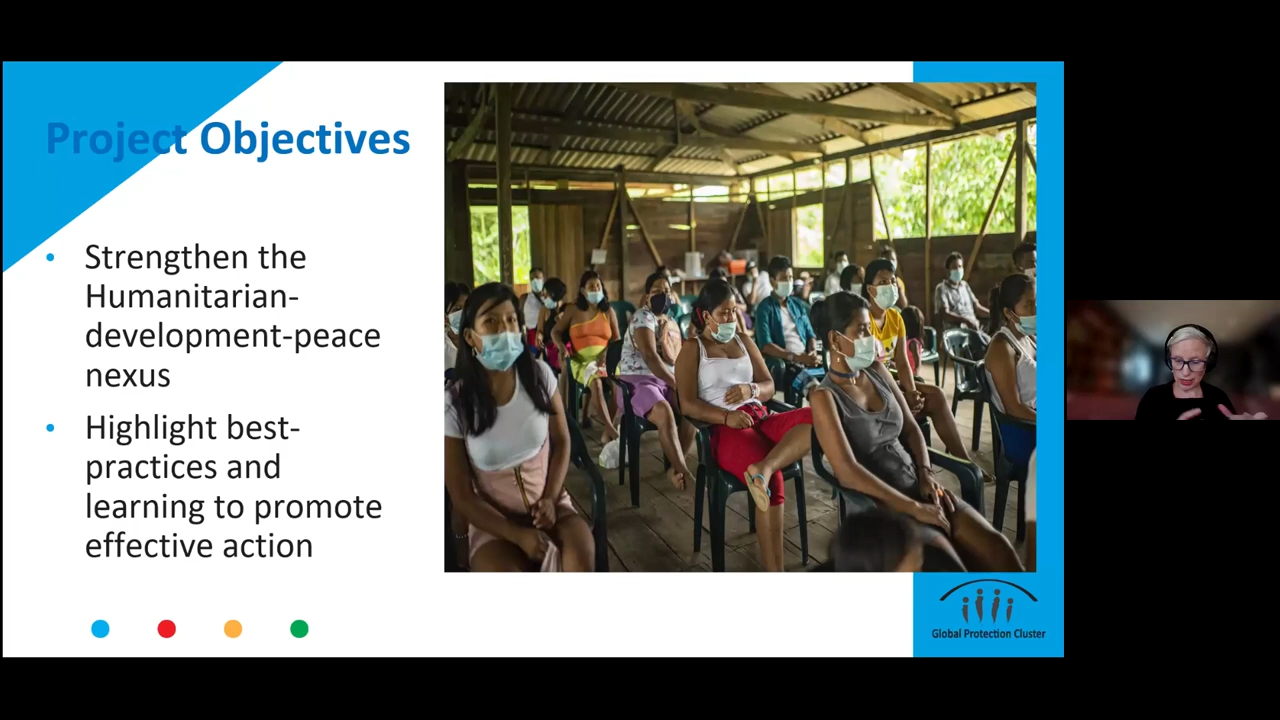 Project Objectives
• Strengthen the
Humanitarian-
development-peace
nexus
• Highlight best-
practices and
learning to promote
effective action
Global Protection Cluster